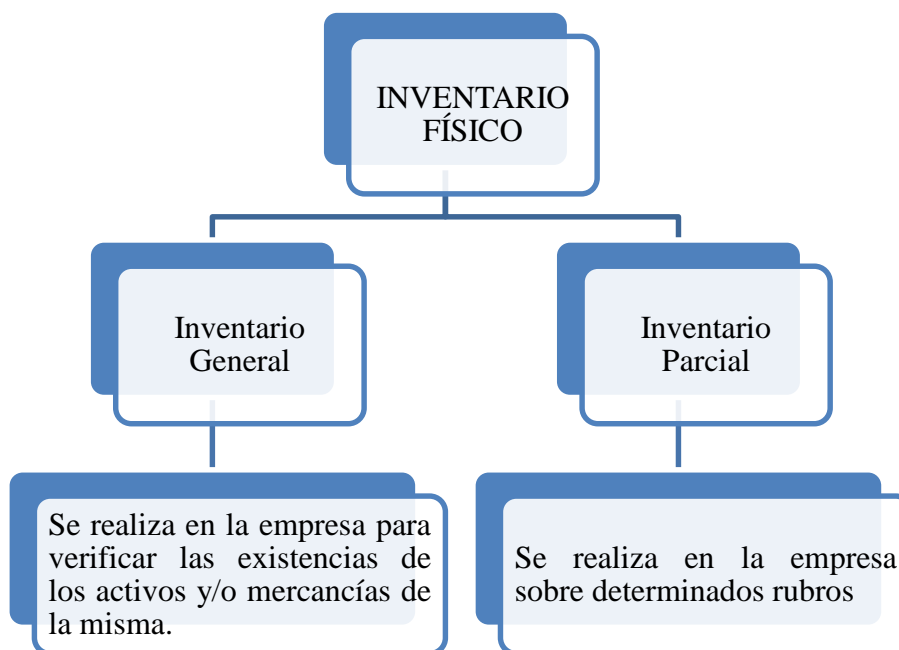 INVENTARIO
FÍSICO
Inventario
General
Inventario
Parcial
Se realiza en la empresa para
verificar las existencias de
los activos y/o mercancías de
la misma.
Se realiza en la empresa
sobre determinados rubros